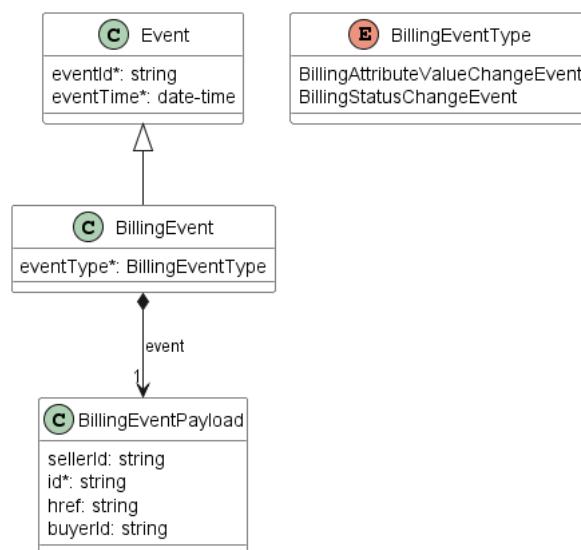 C Event
eventId*: string
eventTime*: date-time
E BillingEventType
BillingAttributeValueChangeEvent
BillingStatusChangeEvent
C BillingEvent
eventType*: BillingEventType
event
1
C BillingEventPayload
sellerId: string
id*: string
href: string
buyerId: string